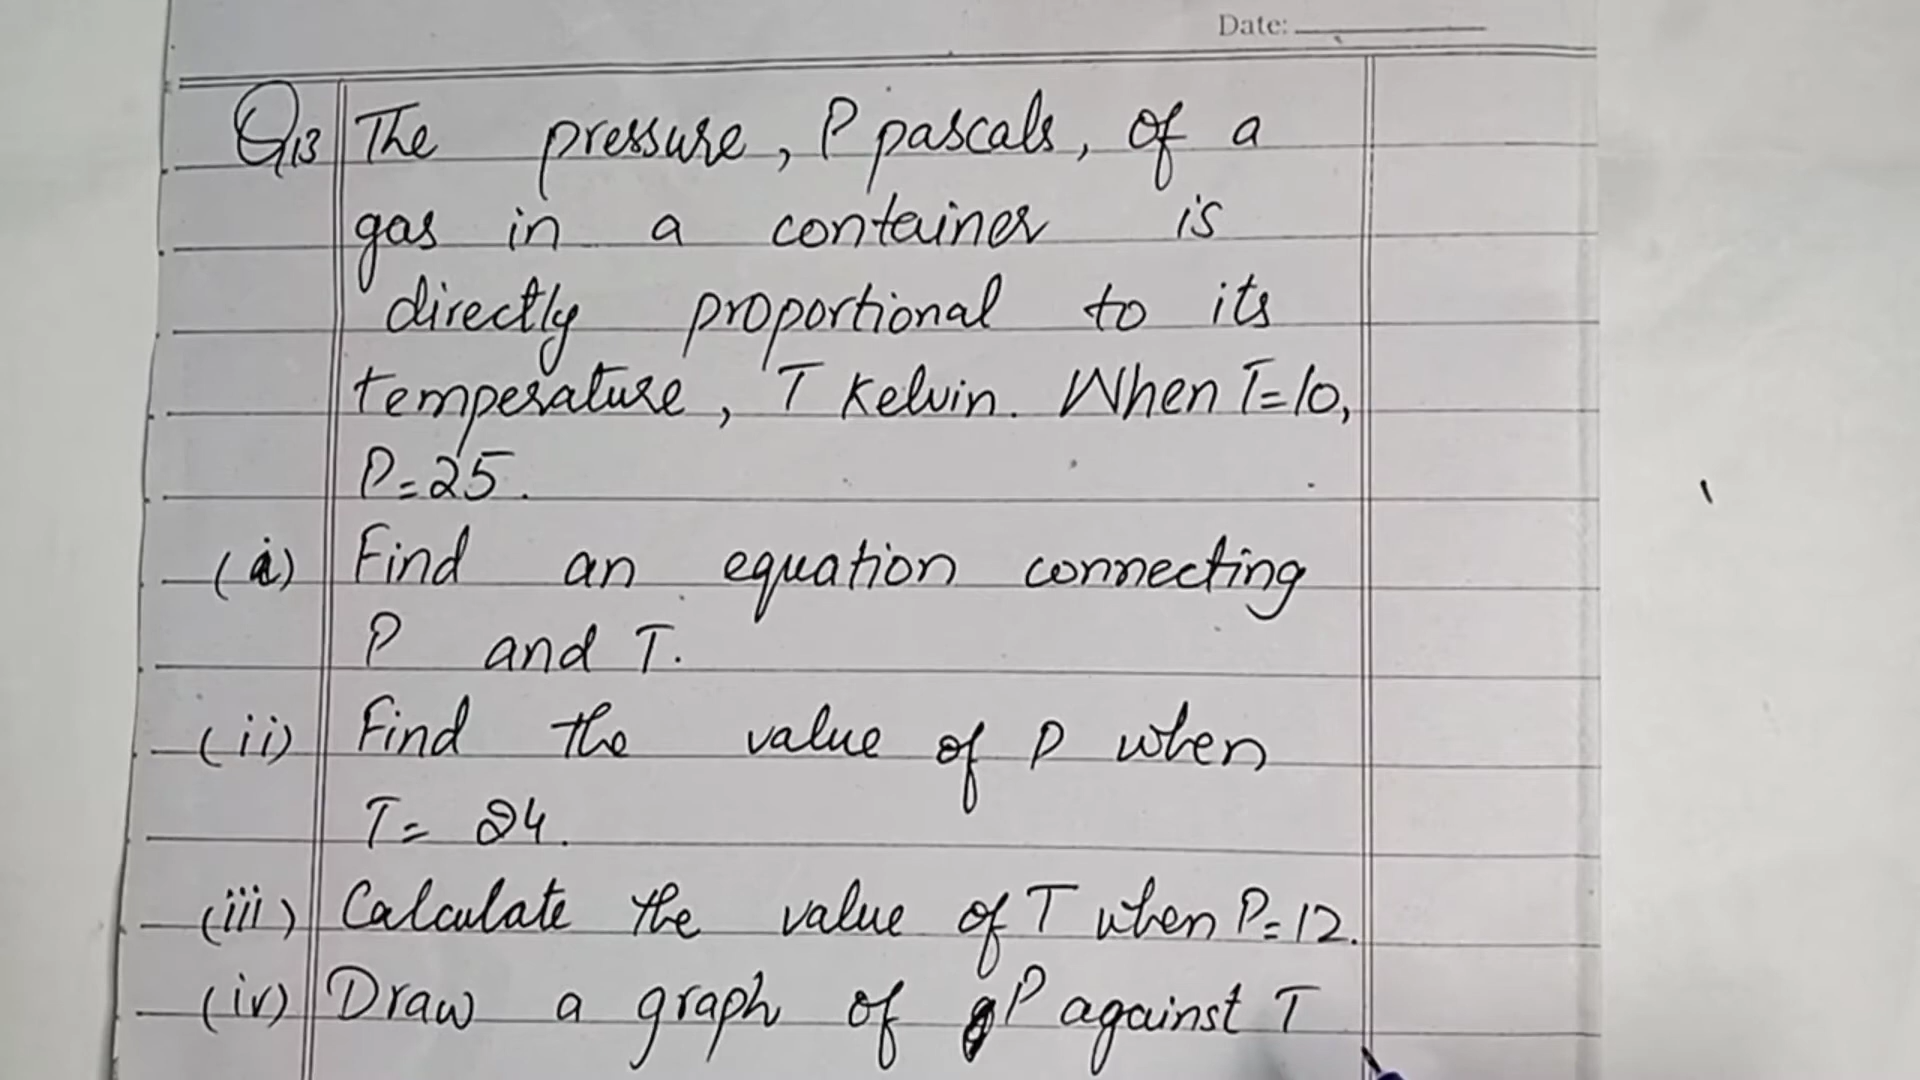 Date:
Q13 The pressure, P pascals, of a
gas in a container is
directly proportional to its
temperature, T Kelvin. When T=10,
P=25.
(i) Find an equation connecting
P and T.
(ii) Find the value of P when
T= 24.
(iii) Calculate the value of T when P=12.
(iv) Draw a graph of P against T